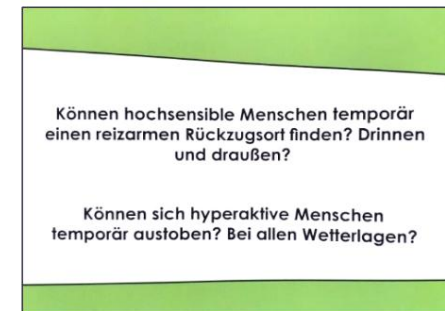 Können hochsensible Menschen temporär
einen reizarmen Rückzugsort finden? Drinnen
und draußen?
Können sich hyperaktive Menschen
temporär austoben? Bei allen Wetterlagen?